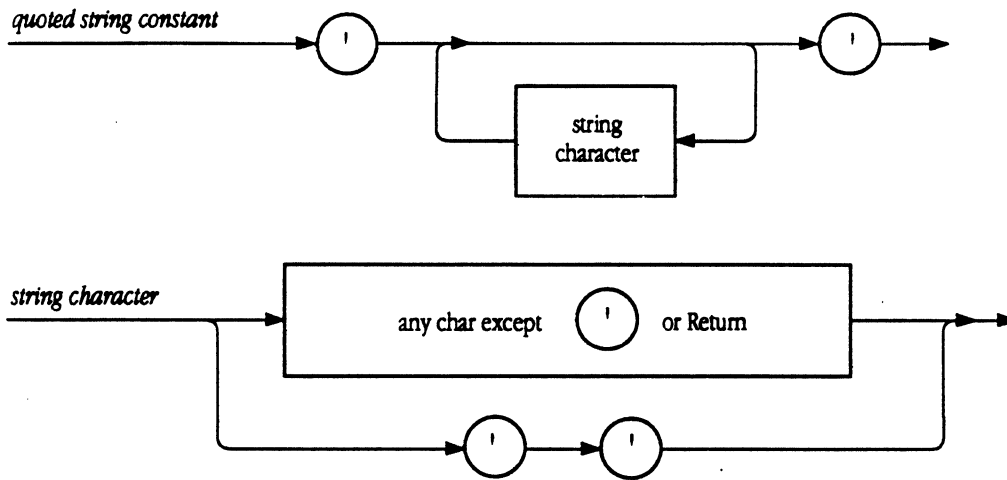 quoted string constant
' '
string
character
string character
any char except ' or Return
' '